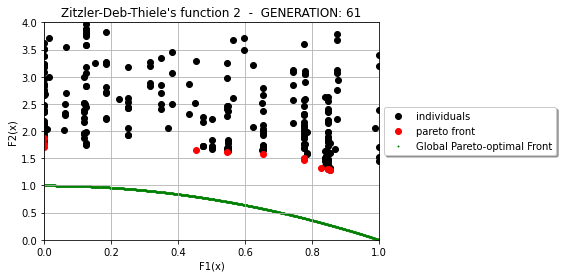 Zitzler-Deb-Thiele's function 2 - GENERATION: 61
4.0
3.5
3.0
2.5
2.0
1.5
1.0
0.5
0.0
F2(x)
0.0 0.2 0.4 0.6 0.8 1.0
F1(x)
individuals
pareto front
Global Pareto-optimal Front